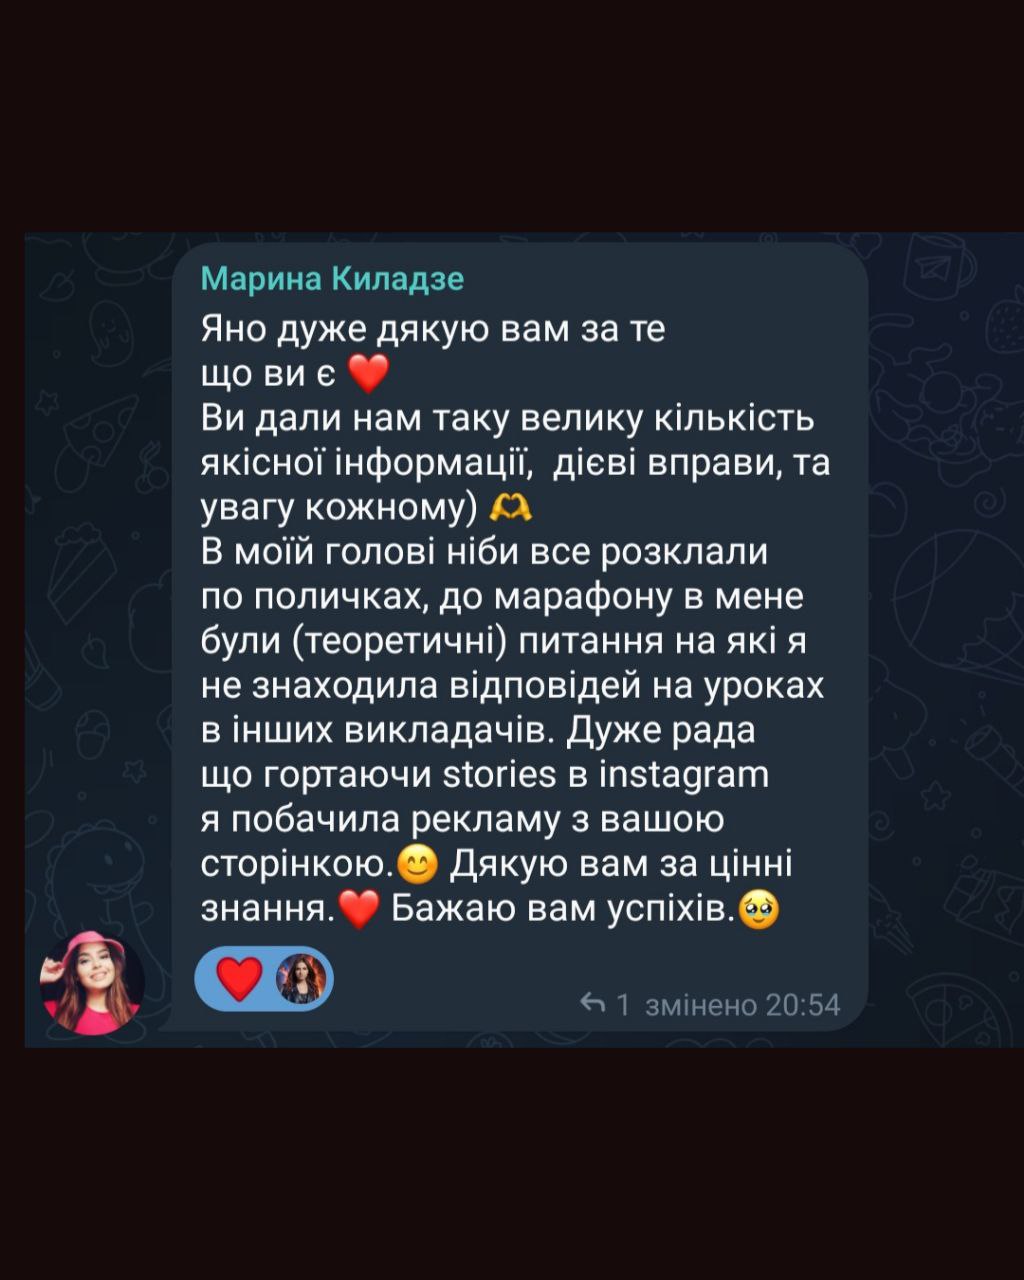 Марина Киладзе
Яно дуже дякую вам за те
що ви є ❤️
Ви дали нам таку велику кількість
якісної інформації,  дієві вправи, та
увагу кожному) 🫶
В моїй голові ніби все розклали
по поличках, до марафону в мене
були (теоретичні) питання на які я
не знаходила відповідей на уроках
в інших викладачів. Дуже рада
що гортаючи stories в instagram
я побачила рекламу з вашою
сторінкою.😊 Дякую вам за цінні
знання.❤️ Бажаю вам успіхів.🥹
1 змінено 20:54